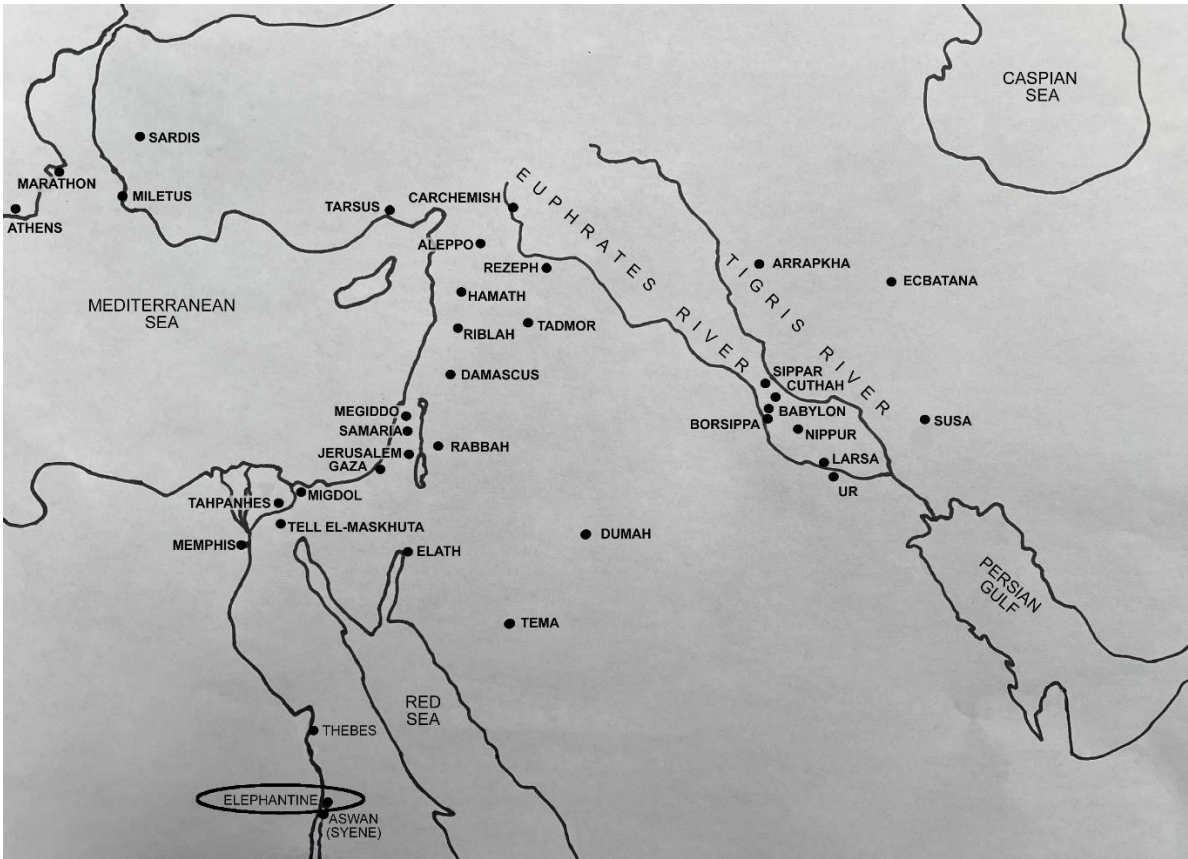 CASPIAN
SEA
SARDIS
MARATHON
MILETUS
ATHENS
TARSUS
CARCHEMISH
EUPHRATES RIVER
TIGRIS RIVER
ALEPPO
REZEPH
ARRAPKHA
ECBATANA
MEDITERRANEAN
SEA
HAMATH
RIBLAH
TADMOR
DAMASCUS
SIPPAR
CUTHAH
BABYLON
BORSIPPA
NIPPUR
SUSA
MEGIDDO
SAMARIA
JERUSALEM
GAZA
RABBAH
LARSA
UR
MIGDOL
TAHPANHES
TELL EL-MASKHUTA
MEMPHIS
ELATH
DUMAH
PERSIAN
GULF
TEMA
RED
SEA
THEBES
ELEPHANTINE
ASWAN
(SYENE)